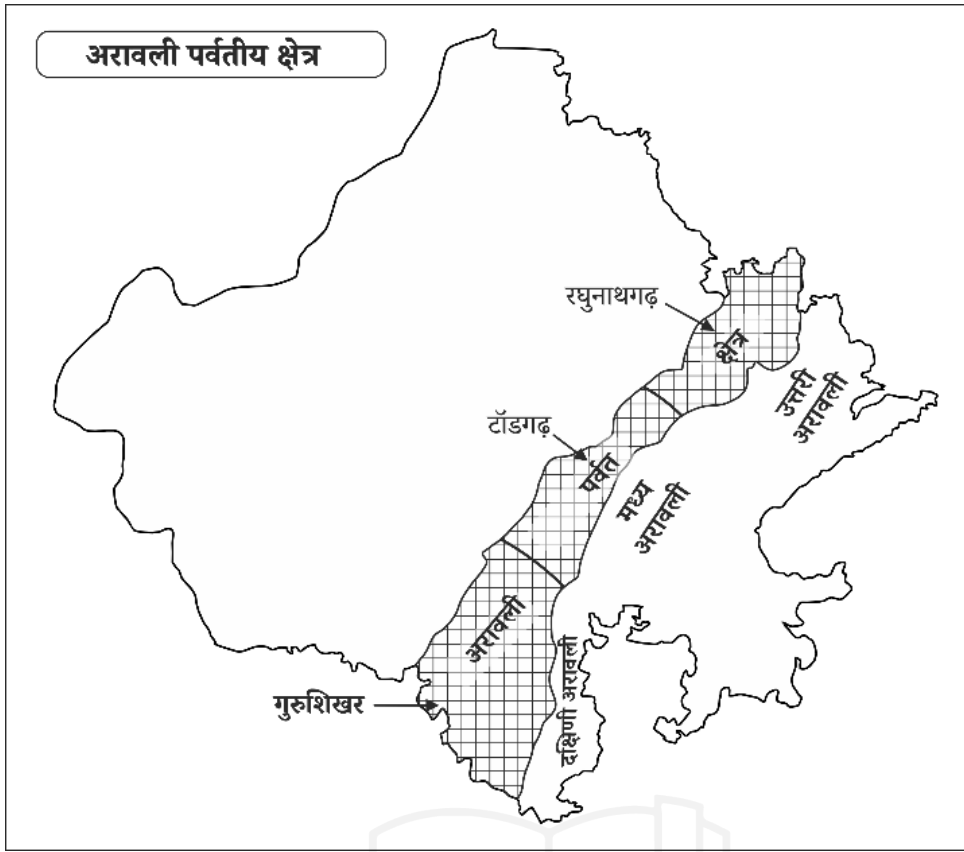 अरावली पर्वतीय क्षेत्र
रघुनाथगढ़
क्षेत्र
उत्तरी
अरावली
टॉडगढ़
पर्वत
मध्य
अरावली
अरावली
दक्षिणी अरावली
गुरुशिखर